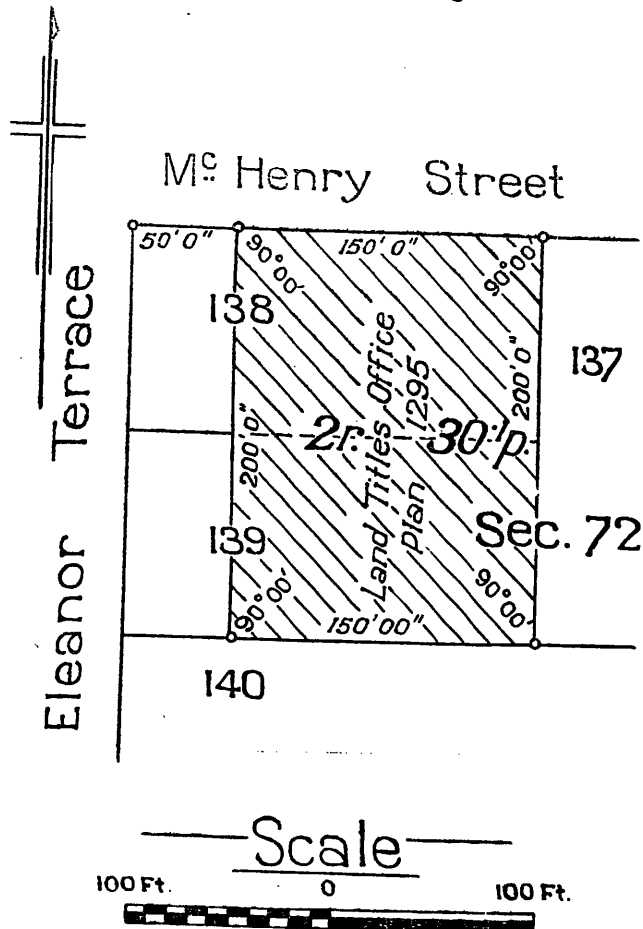 Mc Henry Street
50'0"
150'0"
90°00'
90°00'
138
137
Eleanor Terrace
Land Titles Office
Plan 1295
200'0"
200'0"
2r. 30·1p.
Sec. 72
139
90°00'
90°00'
150'00"
140
Scale
100 Ft. 0 100 Ft.